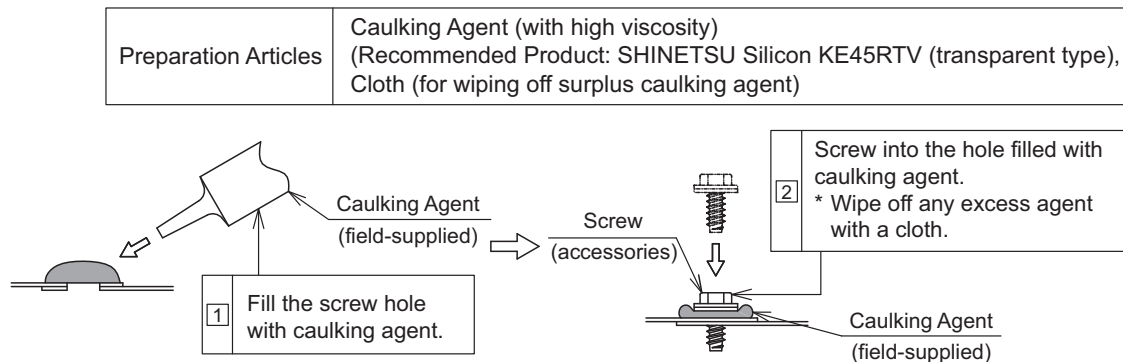 Preparation Articles
Caulking Agent (with high viscosity)
(Recommended Product: SHINETSU Silicon KE45RTV (transparent type),
Cloth (for wiping off surplus caulking agent)
Caulking Agent
(field-supplied)
1
Fill the screw hole
with caulking agent.
Screw
(accessories)
2
Screw into the hole filled with
caulking agent.
* Wipe off any excess agent
with a cloth.
Caulking Agent
(field-supplied)